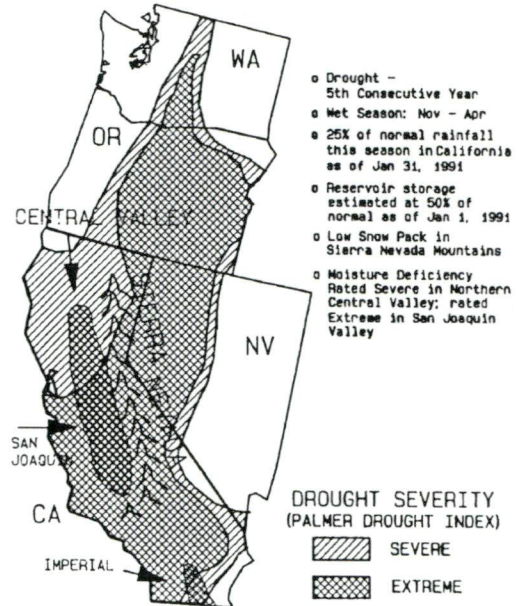 WA
OR
CENTRAL VALLEY
SIERRA NEVADA
NV
SAN
JOAQUIN
CA
IMPERIAL
o Drought -
5th Consecutive Year
o Wet Season: Nov - Apr
o 25% of normal rainfall
this season in California
as of Jan 31, 1991
o Reservoir storage
estimated at 50% of
normal as of Jan 1, 1991
o Low Snow Pack in
Sierra Nevada Mountains
o Moisture Deficiency
Rated Severe in Northern
Central Valley; rated
Extreme in San Joaquin
Valley
DROUGHT SEVERITY
(PALMER DROUGHT INDEX)
SEVERE
EXTREME